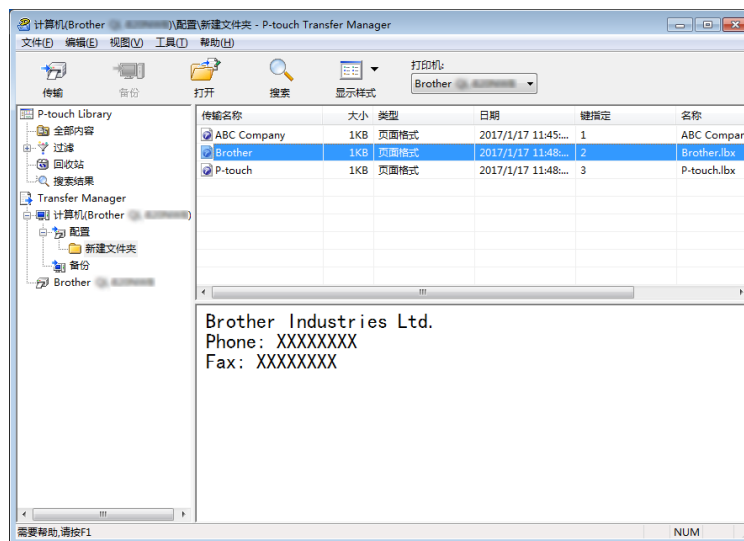 计算机(Brother )\配置\新建文件夹 - P-touch Transfer Manager
文件(F) 编辑(E) 视图(V) 工具(T) 帮助(H)
传输 备份 打开 搜索 显示样式 打印机:
Brother
P-touch Library
全部内容
过滤
回收站
搜索结果
Transfer Manager
计算机(Brother )
配置
新建文件夹
备份
Brother
传输名称 大小 类型 日期 键指定 名称
ABC Company 1KB 页面格式 2017/1/17 11:45:... 1 ABC Compar
Brother 1KB 页面格式 2017/1/17 11:48:... 2 Brother.lbx
P-touch 1KB 页面格式 2017/1/17 11:48:... 3 P-touch.lbx
Brother Industries Ltd.
Phone: XXXXXXXX
Fax: XXXXXXXX
需要帮助,请按F1 NUM